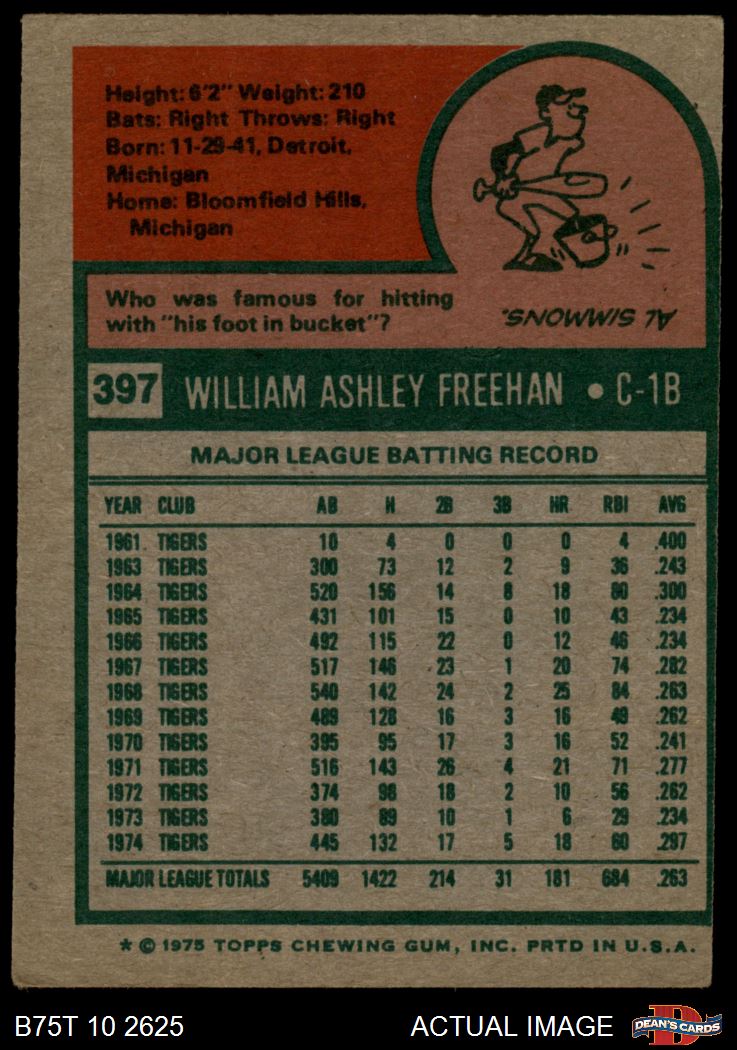 Height: 6'2" Weight: 210
Bats: Right Throws: Right
Born: 11-29-41, Detroit,
Michigan
Home: Bloomfield Hills,
Michigan
Who was famous for hitting
with "his foot in bucket"?
AL SIMMONS.
397 WILLIAM ASHLEY FREEHAN • C-1B
MAJOR LEAGUE BATTING RECORD
YEAR CLUB AB H 2B 3B HR RBI AVG
1961 TIGERS 10 4 0 0 0 4 .400
1963 TIGERS 300 73 12 2 9 36 .243
1964 TIGERS 520 156 14 8 18 80 .300
1965 TIGERS 431 101 15 0 10 43 .234
1966 TIGERS 492 115 22 0 12 46 .234
1967 TIGERS 517 146 23 1 20 74 .282
1968 TIGERS 540 142 24 2 25 84 .263
1969 TIGERS 489 128 16 3 16 49 .262
1970 TIGERS 395 95 17 3 16 52 .241
1971 TIGERS 516 143 26 4 21 71 .277
1972 TIGERS 374 98 18 2 10 56 .262
1973 TIGERS 380 89 10 1 6 29 .234
1974 TIGERS 445 132 17 5 18 60 .297
MAJOR LEAGUE TOTALS 5409 1422 214 31 181 684 .263
* © 1975 TOPPS CHEWING GUM, INC. PRTD IN U.S.A.
B75T 10 2625 ACTUAL IMAGE D DEAN'S CARDS